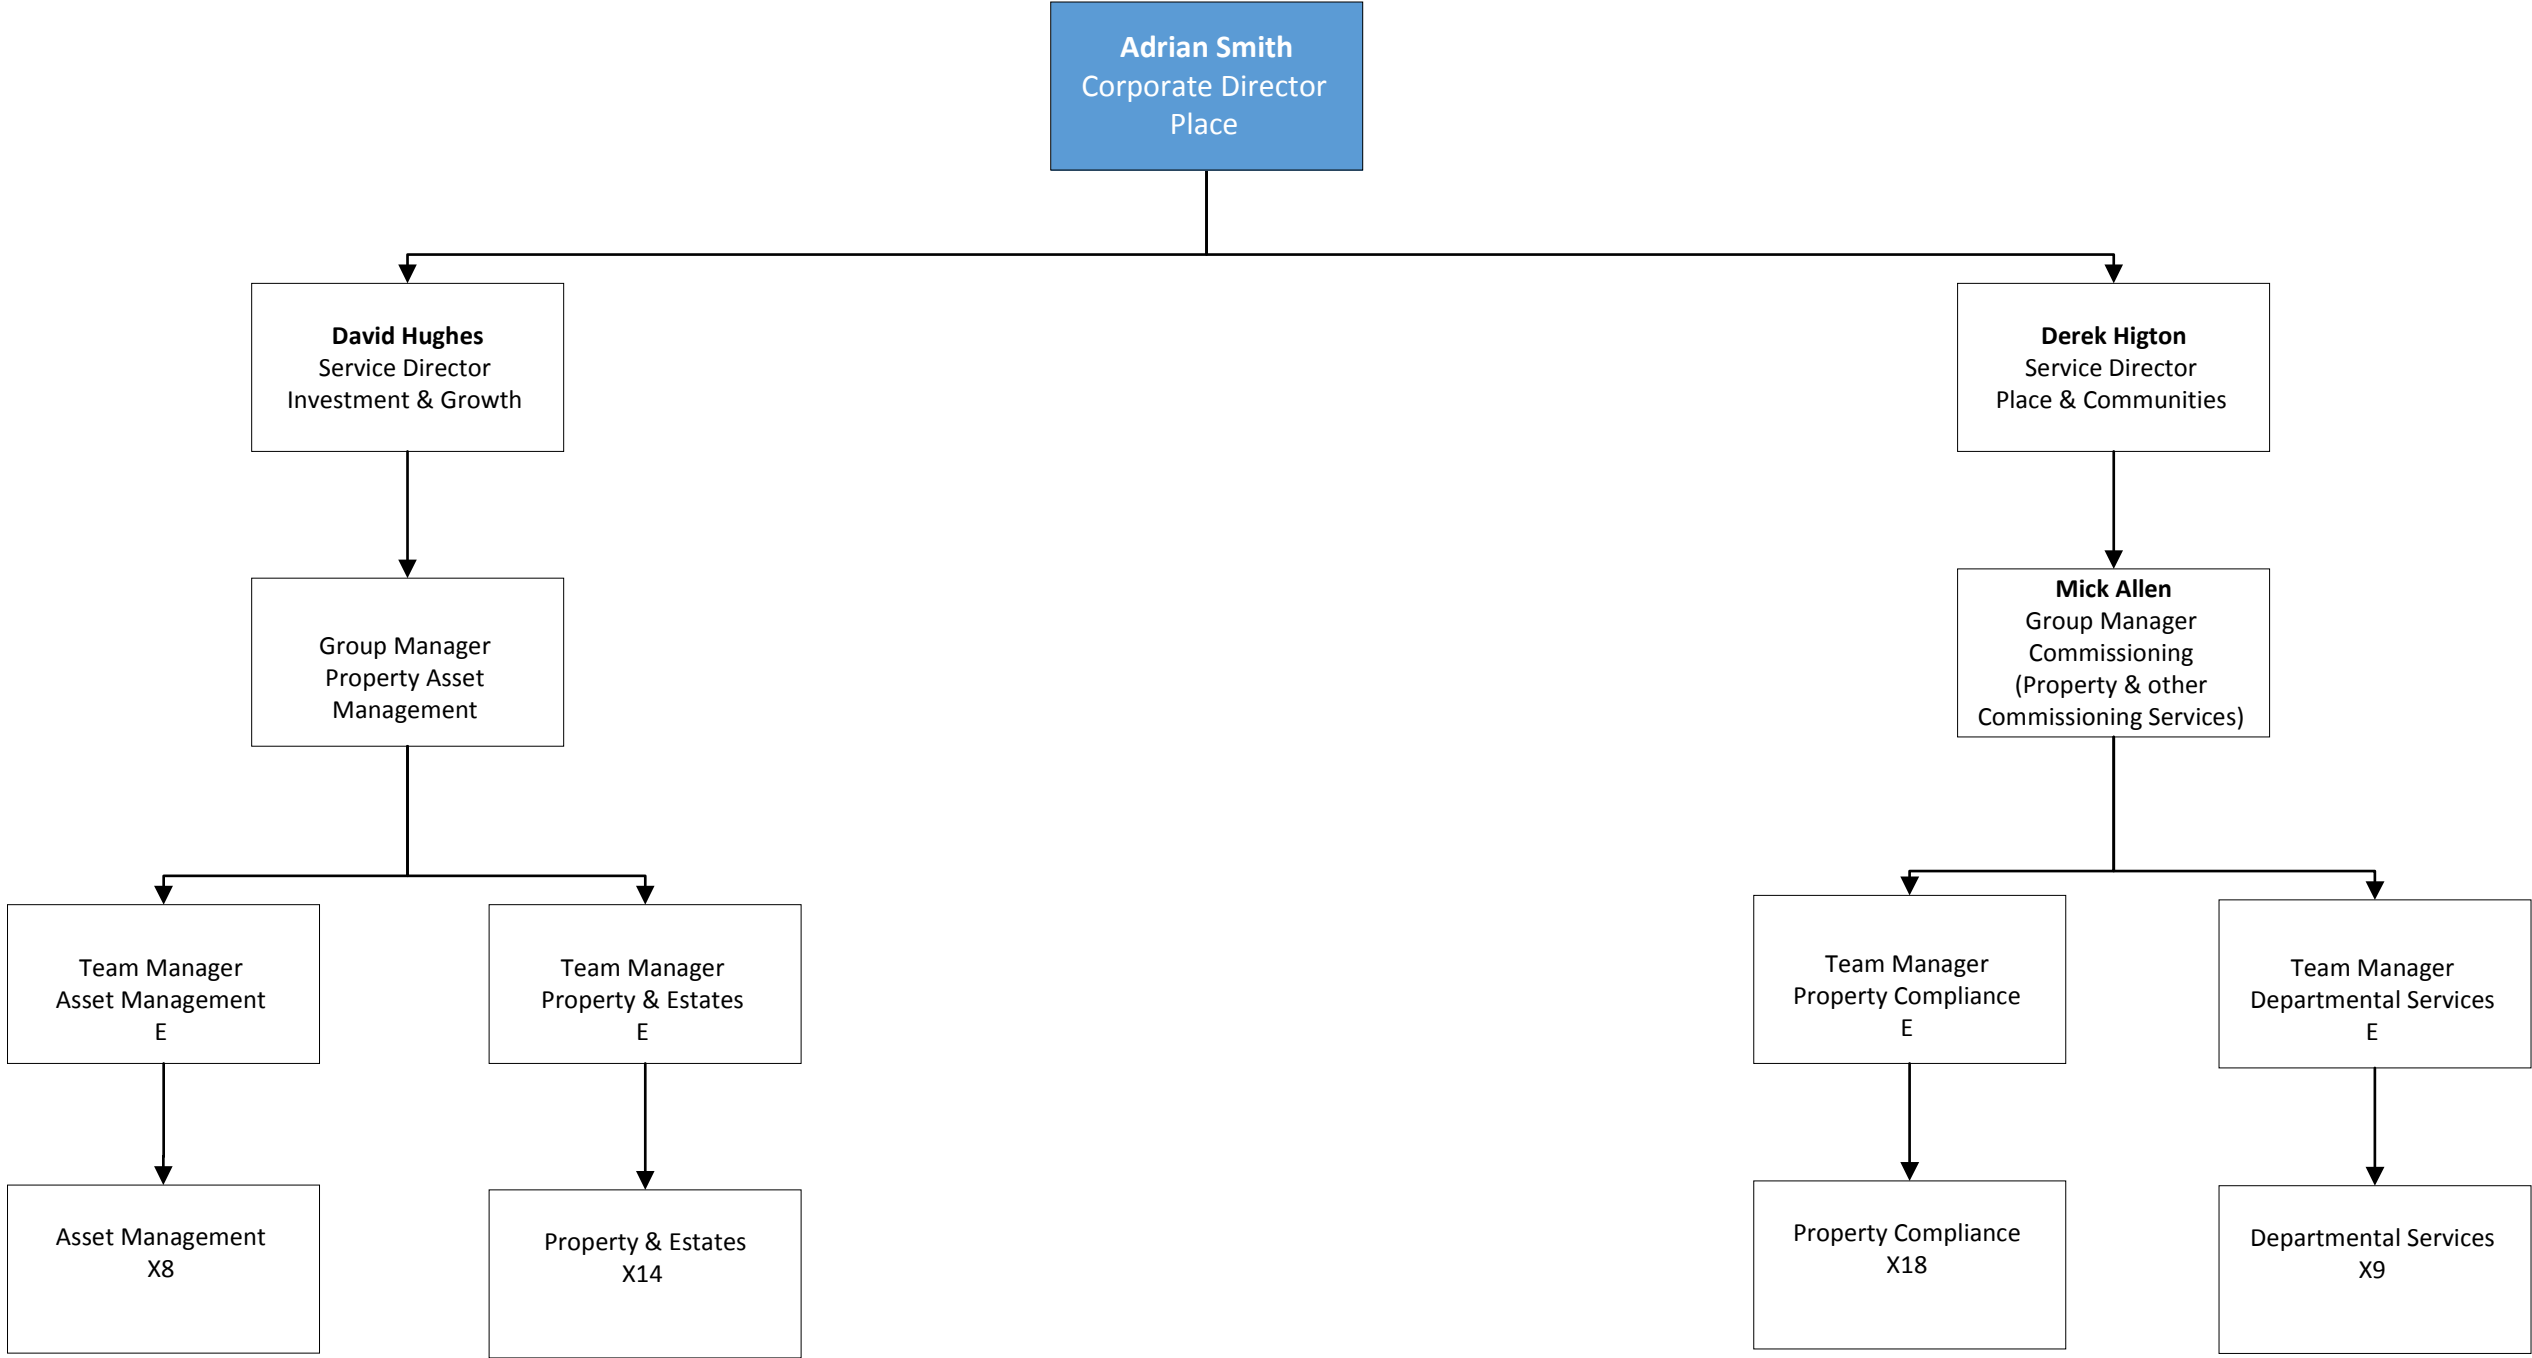 Adrian Smith
Corporate Director
Place
David Hughes
Service Director
Investment & Growth
Derek Higton
Service Director
Place & Communities
Group Manager
Property Asset
Management
Mick Allen
Group Manager
Commissioning
(Property & other
Commissioning Services)
Team Manager
Asset Management
E
Team Manager
Property & Estates
E
Team Manager
Property Compliance
E
Team Manager
Departmental Services
E
Asset Management
X8
Property & Estates
X14
Property Compliance
X18
Departmental Services
X9